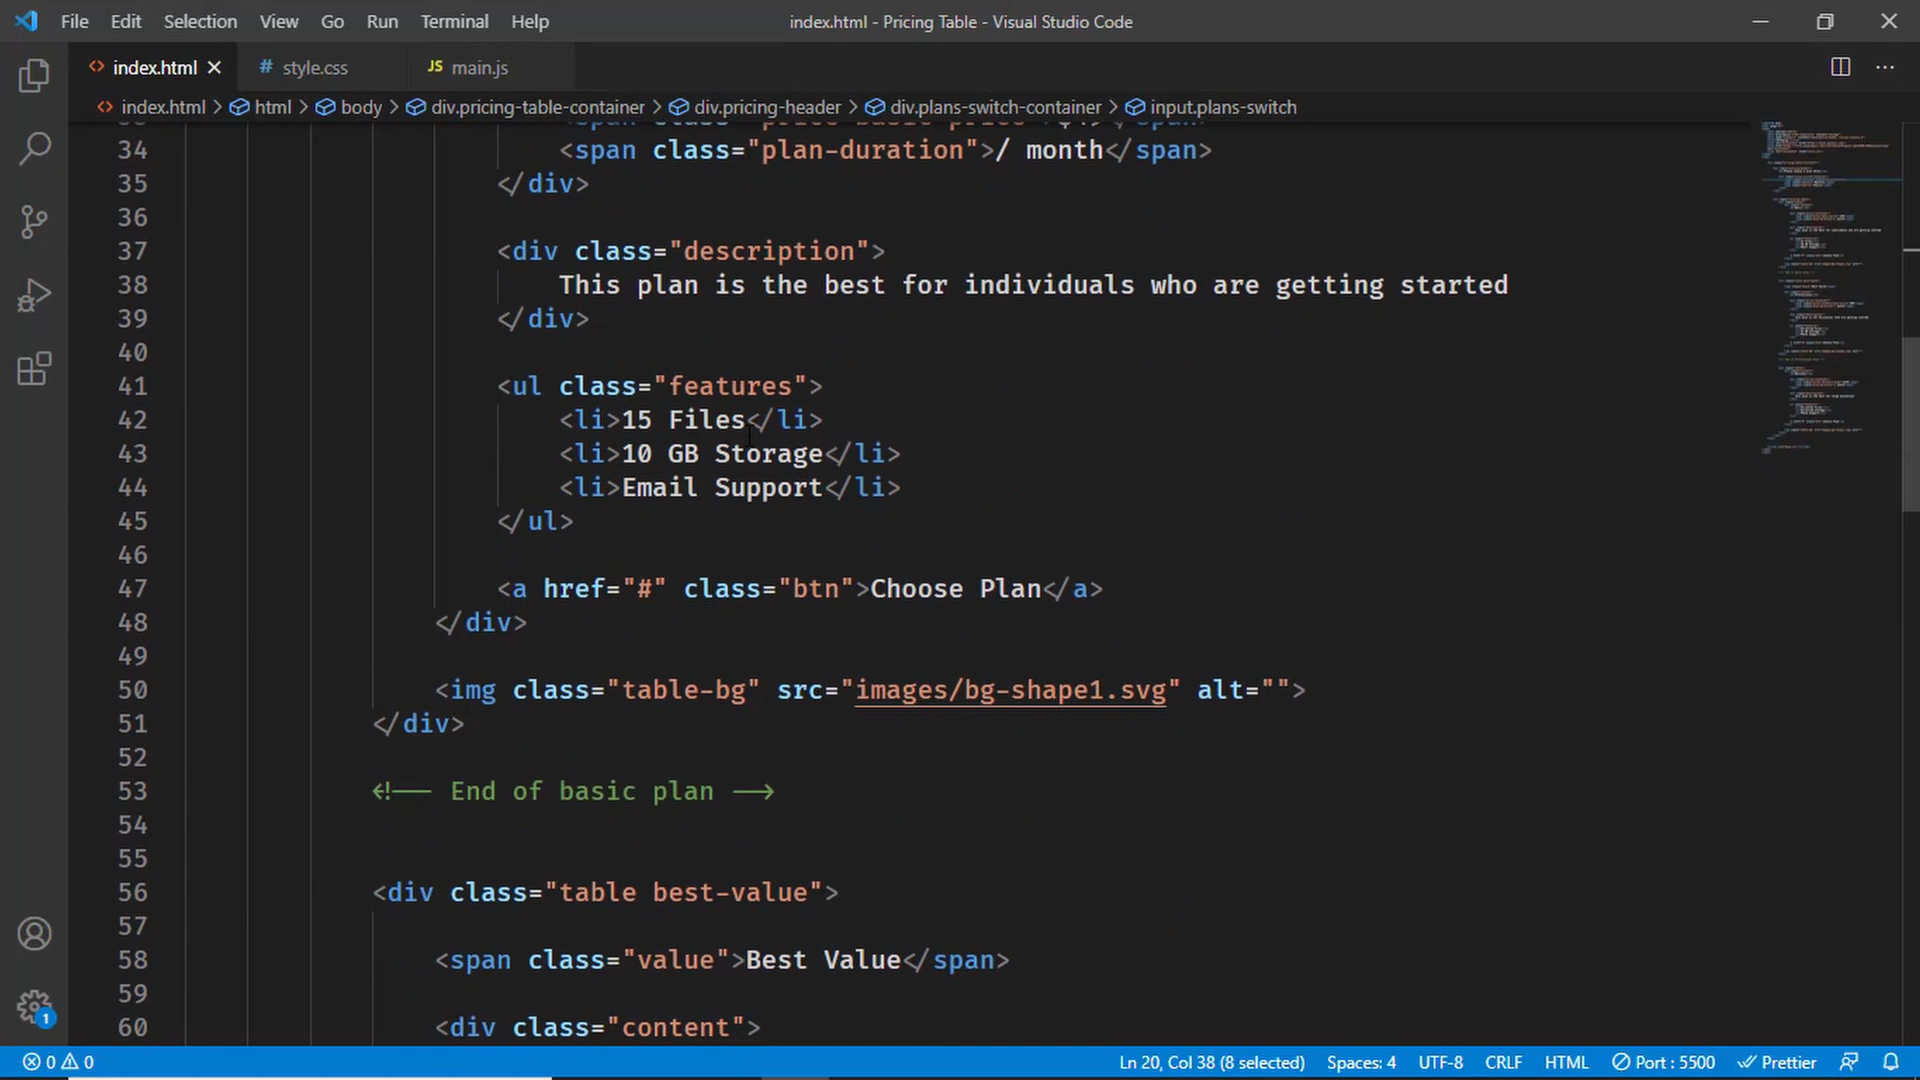 File Edit Selection View Go Run Terminal Help index.html - Pricing Table - Visual Studio Code
index.html # style.css JS main.js
index.html > html > body > div.pricing-table-container > div.pricing-header > div.plans-switch-container > input.plans-switch
34 <span class="plan-duration">/ month</span>
35 </div>
36
37 <div class="description">
38 This plan is the best for individuals who are getting started
39 </div>
40
41 <ul class="features">
42 <li>15 Files</li>
43 <li>10 GB Storage</li>
44 <li>Email Support</li>
45 </ul>
46
47 <a href="#" class="btn">Choose Plan</a>
48 </div>
49
50 <img class="table-bg" src="images/bg-shape1.svg" alt="">
51 </div>
52
53 <!-- End of basic plan -->
54
55
56 <div class="table best-value">
57
58 <span class="value">Best Value</span>
59
60 <div class="content">
1
0 0 Ln 20, Col 38 (8 selected) Spaces: 4 UTF-8 CRLF HTML Port : 5500 Prettier